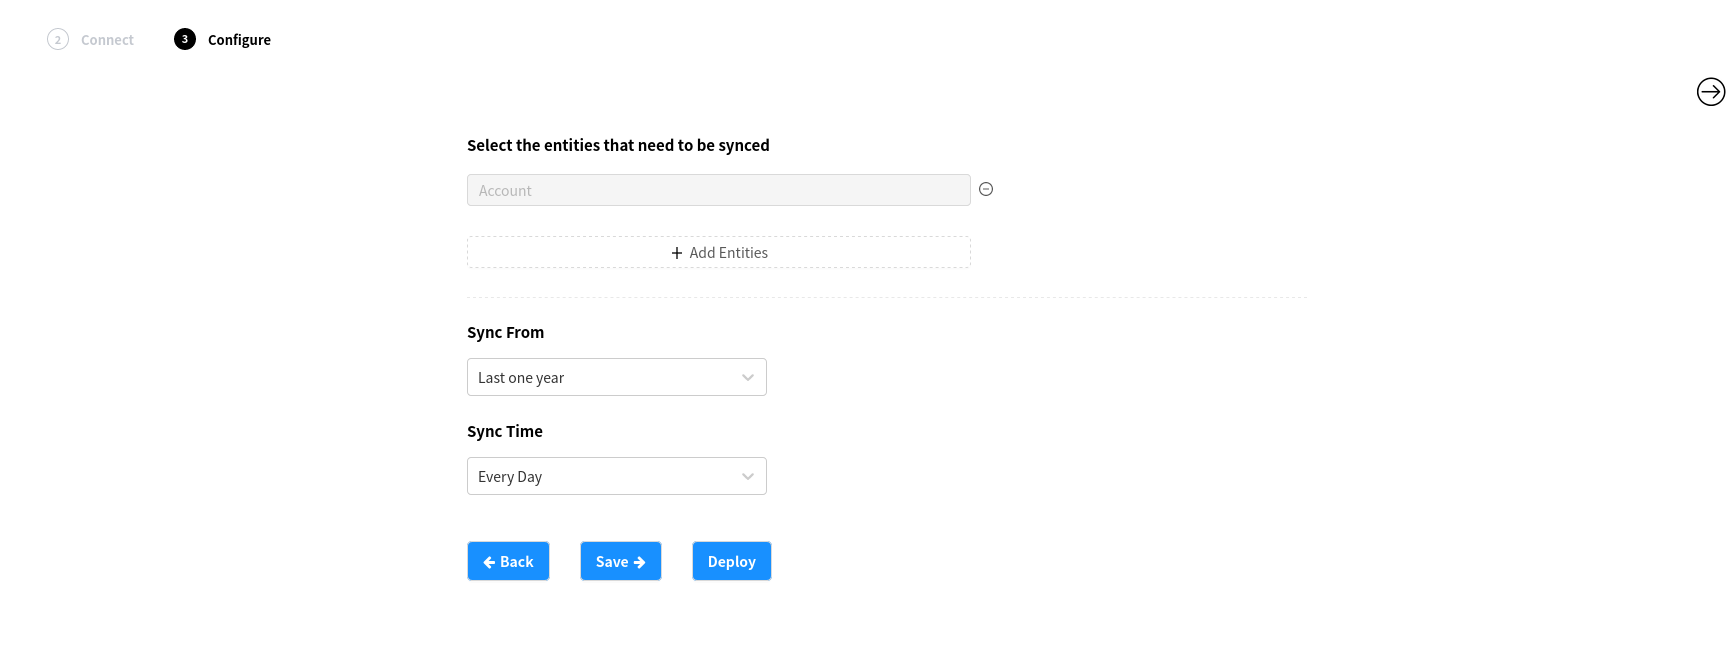 2 Connect 3 Configure
Select the entities that need to be synced
Account
Add Entities
Sync From
Last one year
Sync Time
Every Day
Back Save Deploy